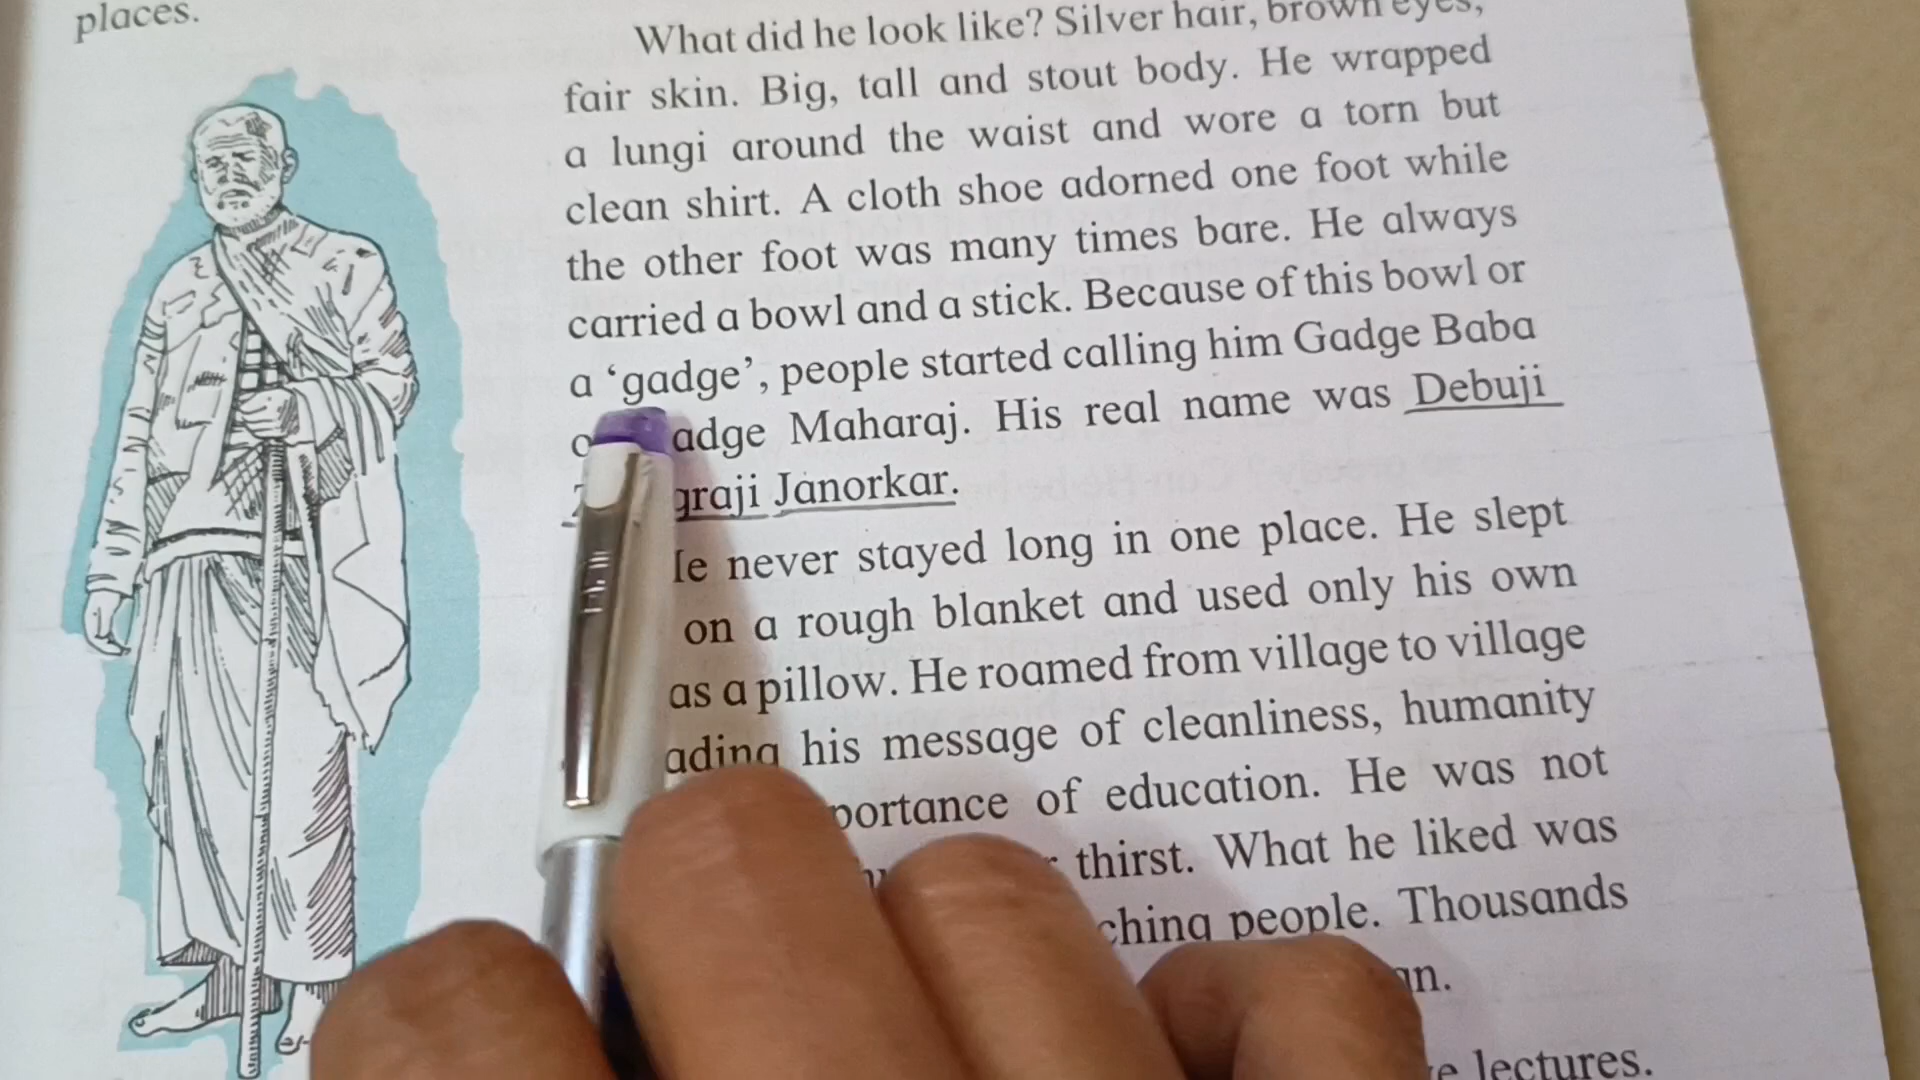 places.
What did he look like? Silver hair, brown eyes,
fair skin. Big, tall and stout body. He wrapped
a lungi around the waist and wore a torn but
clean shirt. A cloth shoe adorned one foot while
the other foot was many times bare. He always
carried a bowl and a stick. Because of this bowl or
a ‘gadge’, people started calling him Gadge Baba
adge Maharaj. His real name was Debuji
graji Janorkar.
never stayed long in one place. He slept
on a rough blanket and used only his own
as a pillow. He roamed from village to village
ading his message of cleanliness, humanity
portance of education. He was not
thirst. What he liked was
ching people. Thousands
an.
lectures.